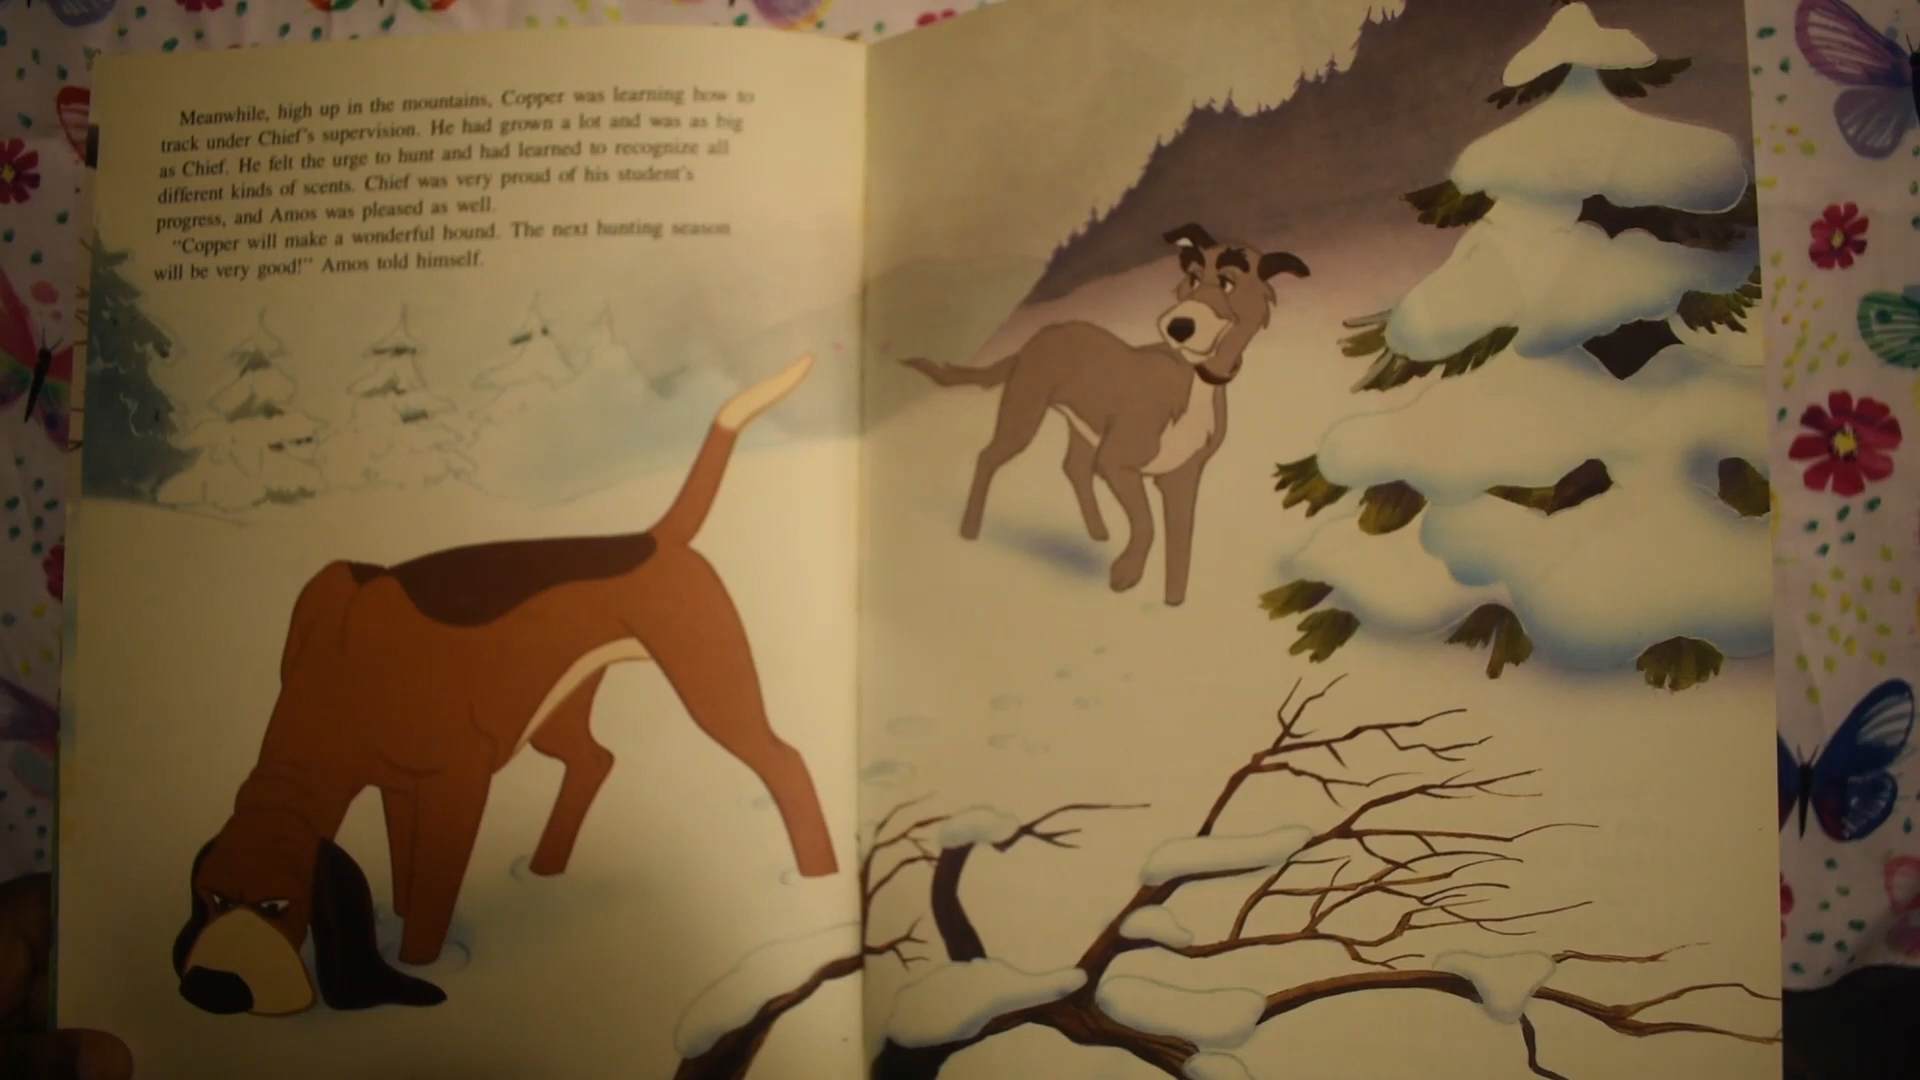 Meanwhile, high up in the mountains, Copper was learning how to
track under Chief's supervision. He had grown a lot and was as big
as Chief. He felt the urge to hunt and had learned to recognize all
different kinds of scents. Chief was very proud of his student's
progress, and Amos was pleased as well.
"Copper will make a wonderful hound. The next hunting season
will be very good!" Amos told himself.